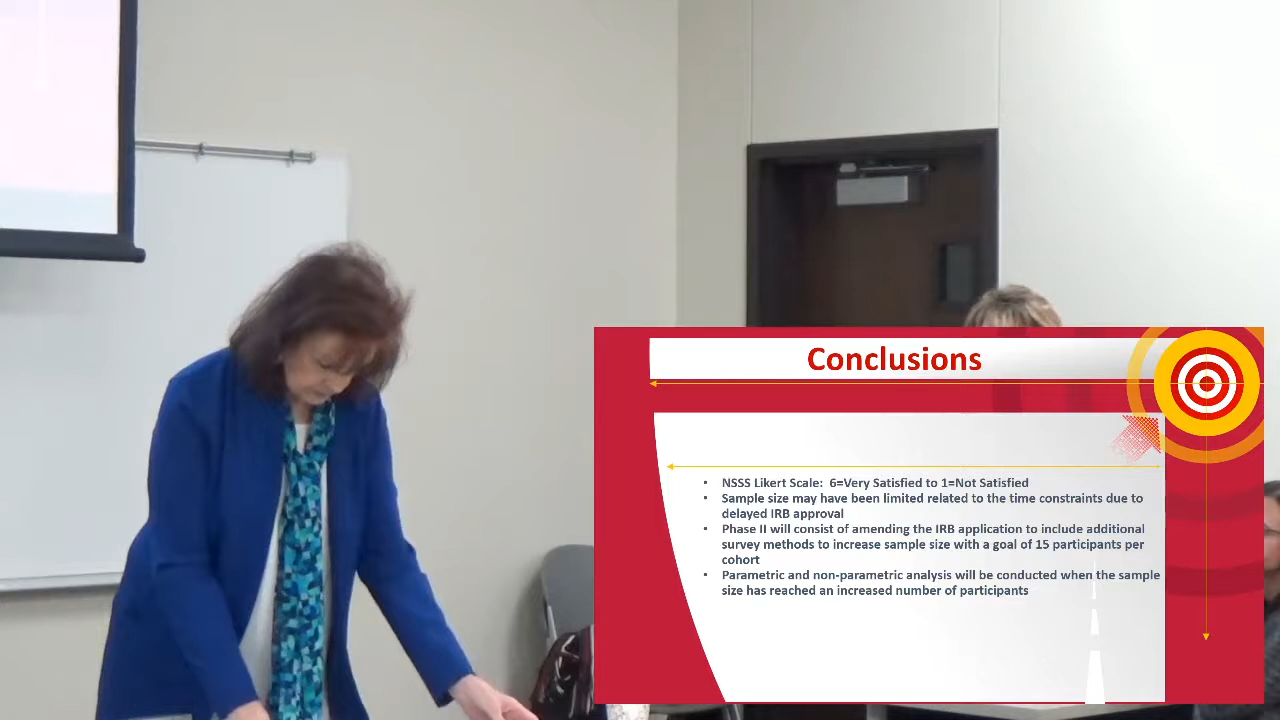 Conclusions
• NSSS Likert Scale: 6=Very Satisfied to 1=Not Satisfied
• Sample size may have been limited related to the time constraints due to
delayed IRB approval
• Phase II will consist of amending the IRB application to include additional
survey methods to increase sample size with a goal of 15 participants per
cohort
• Parametric and non-parametric analysis will be conducted when the sample
size has reached an increased number of participants